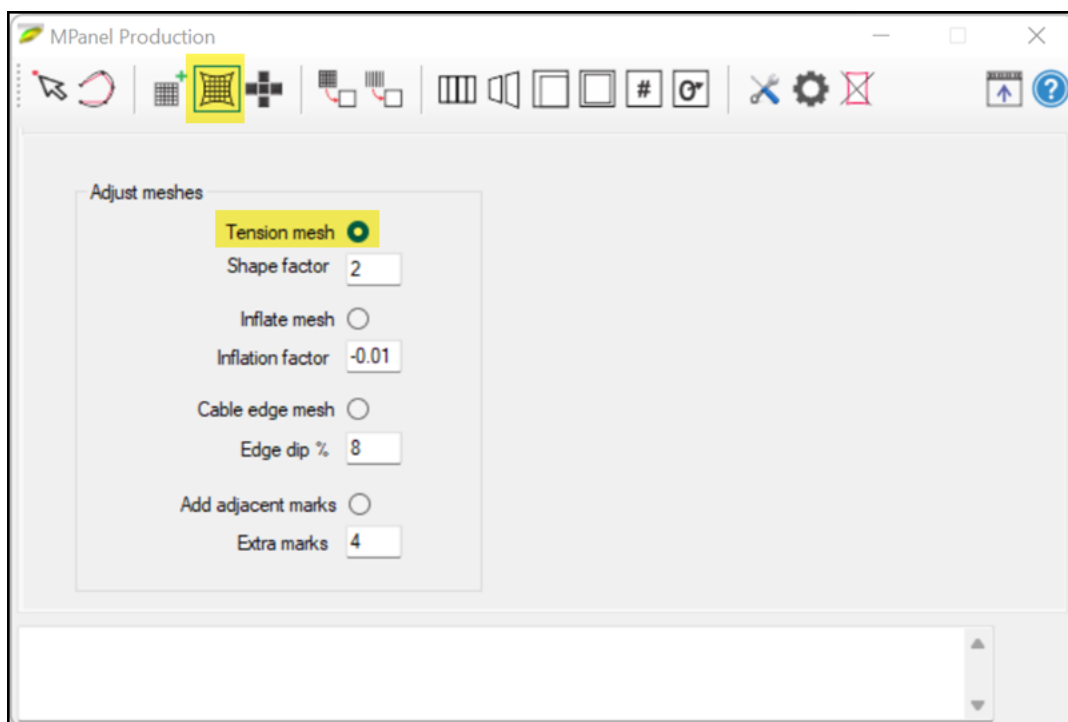 MPanel Production
#
?
Adjust meshes
Tension mesh
Shape factor 2
Inflate mesh
Inflation factor -0.01
Cable edge mesh
Edge dip % 8
Add adjacent marks
Extra marks 4